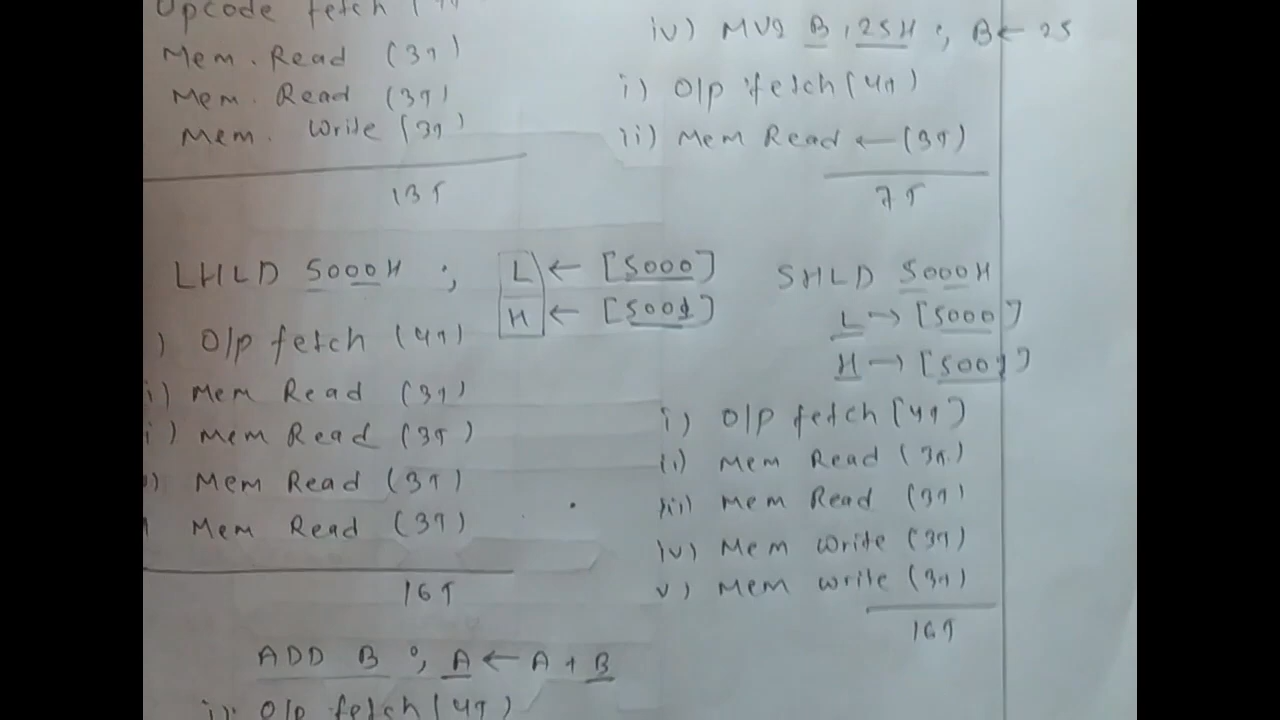 Opcode fetch (4T
Mem. Read (3T)
Mem. Read (3T)
Mem. Write (3T)
13T
iv) MVI B, 25H ; B ← 25
i) O/p fetch (4T)
ii) Mem Read ← (3T)
7T
LHLD 5000H ; L ← [5000]
H ← [5001]
) O/p fetch (4T)
i) Mem Read (3T)
i) Mem Read (3T)
) Mem Read (3T)
Mem Read (3T)
16T
SHLD 5000H
L → [5000]
H → [5001]
i) O/p fetch [4T]
ii) Mem Read (3T)
iii) Mem Read (3T)
iv) Mem write (3T)
v) Mem write (3T)
16T
ADD B ; A ← A + B
i) O/p fetch (4T)